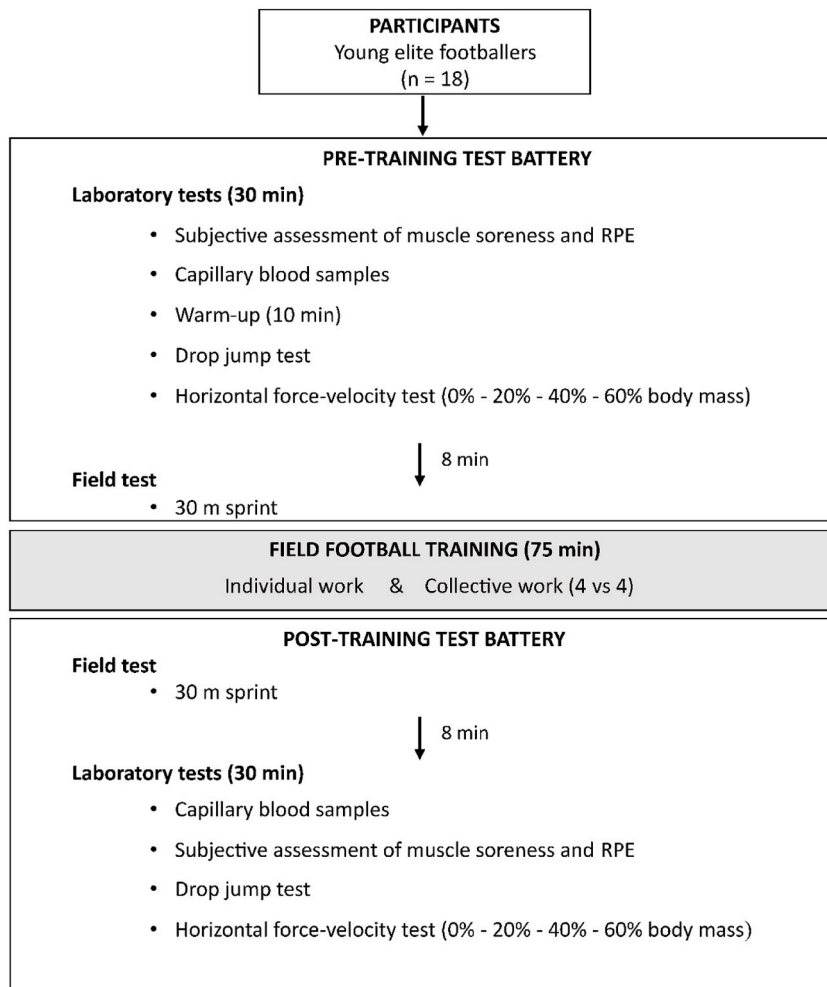 PARTICIPANTS
Young elite footballers
(n = 18)
PRE-TRAINING TEST BATTERY
Laboratory tests (30 min)
• Subjective assessment of muscle soreness and RPE
• Capillary blood samples
• Warm-up (10 min)
• Drop jump test
• Horizontal force-velocity test (0% - 20% - 40% - 60% body mass)
8 min
Field test
• 30 m sprint
FIELD FOOTBALL TRAINING (75 min)
Individual work & Collective work (4 vs 4)
POST-TRAINING TEST BATTERY
Field test
• 30 m sprint
8 min
Laboratory tests (30 min)
• Capillary blood samples
• Subjective assessment of muscle soreness and RPE
• Drop jump test
• Horizontal force-velocity test (0% - 20% - 40% - 60% body mass)